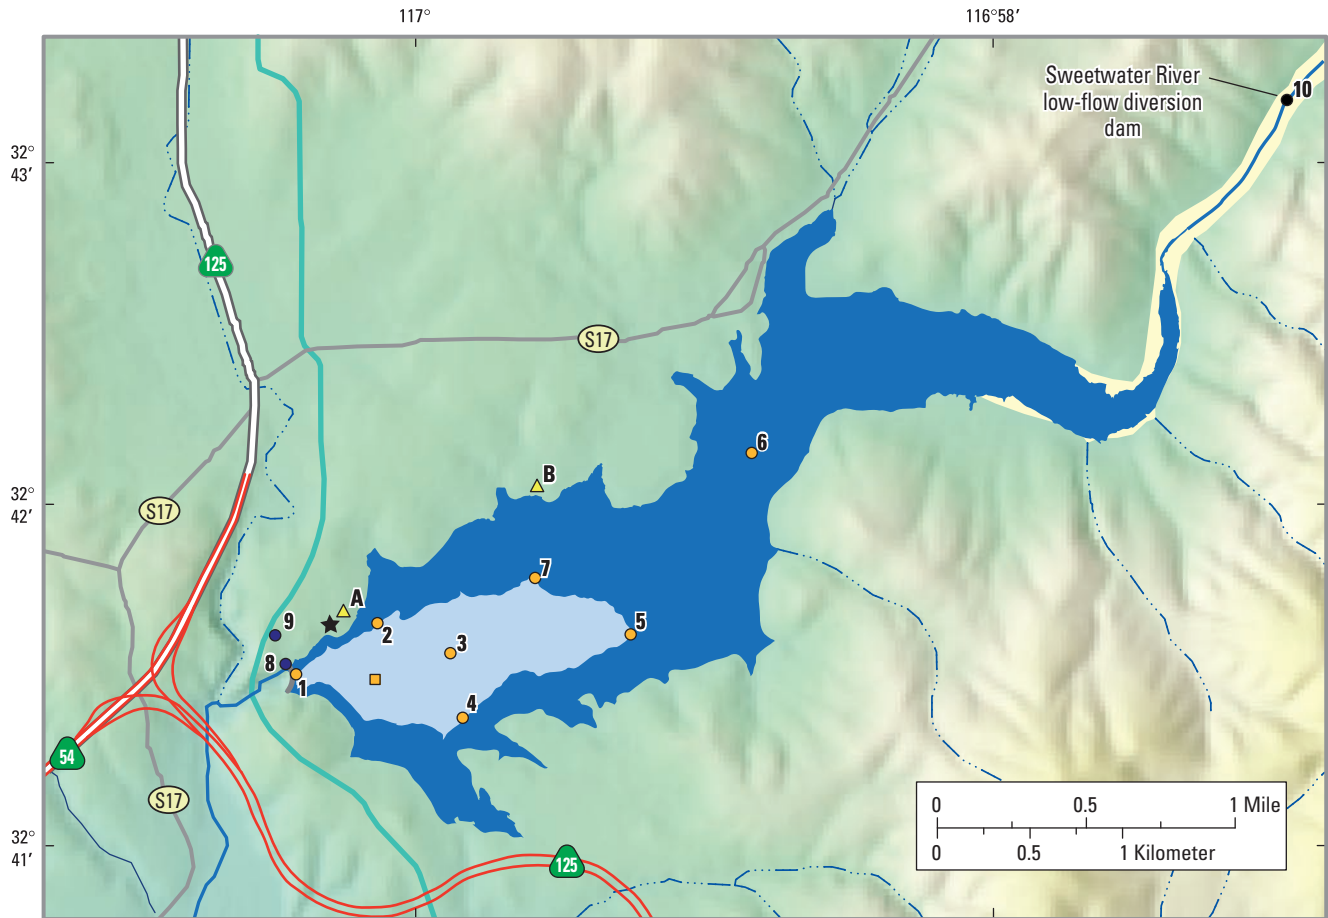 117°
116°58′
Sweetwater River
low-flow diversion
dam
10
32°
43′
125
S17
6
B
32°
42′
S17
7
A
9
2
5
3
8
1
4
54
S17
0
0.5
1 Mile
0
0.5
1 Kilometer
32°
41′
125